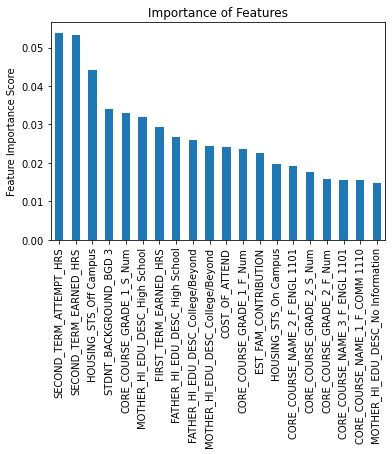 Importance of Features
Feature Importance Score
0.05
0.04
0.03
0.02
0.01
0.00
SECOND_TERM_ATTEMPT_HRS
SECOND_TERM_EARNED_HRS
HOUSING_STS_Off Campus
STDNT_BACKGROUND_BGD 3
CORE_COURSE_GRADE_1_S_Num
MOTHER_HI_EDU_DESC_High School
FIRST_TERM_EARNED_HRS
FATHER_HI_EDU_DESC_High School
FATHER_HI_EDU_DESC_College/Beyond
MOTHER_HI_EDU_DESC_College/Beyond
COST_OF_ATTEND
CORE_COURSE_GRADE_1_F_Num
EST_FAM_CONTRIBUTION
HOUSING_STS_On Campus
CORE_COURSE_NAME_2_F_ENGL 1101
CORE_COURSE_GRADE_2_S_Num
CORE_COURSE_GRADE_2_F_Num
CORE_COURSE_NAME_3_F_ENGL 1101
CORE_COURSE_NAME_1_F_COMM 1110
MOTHER_HI_EDU_DESC_No Information